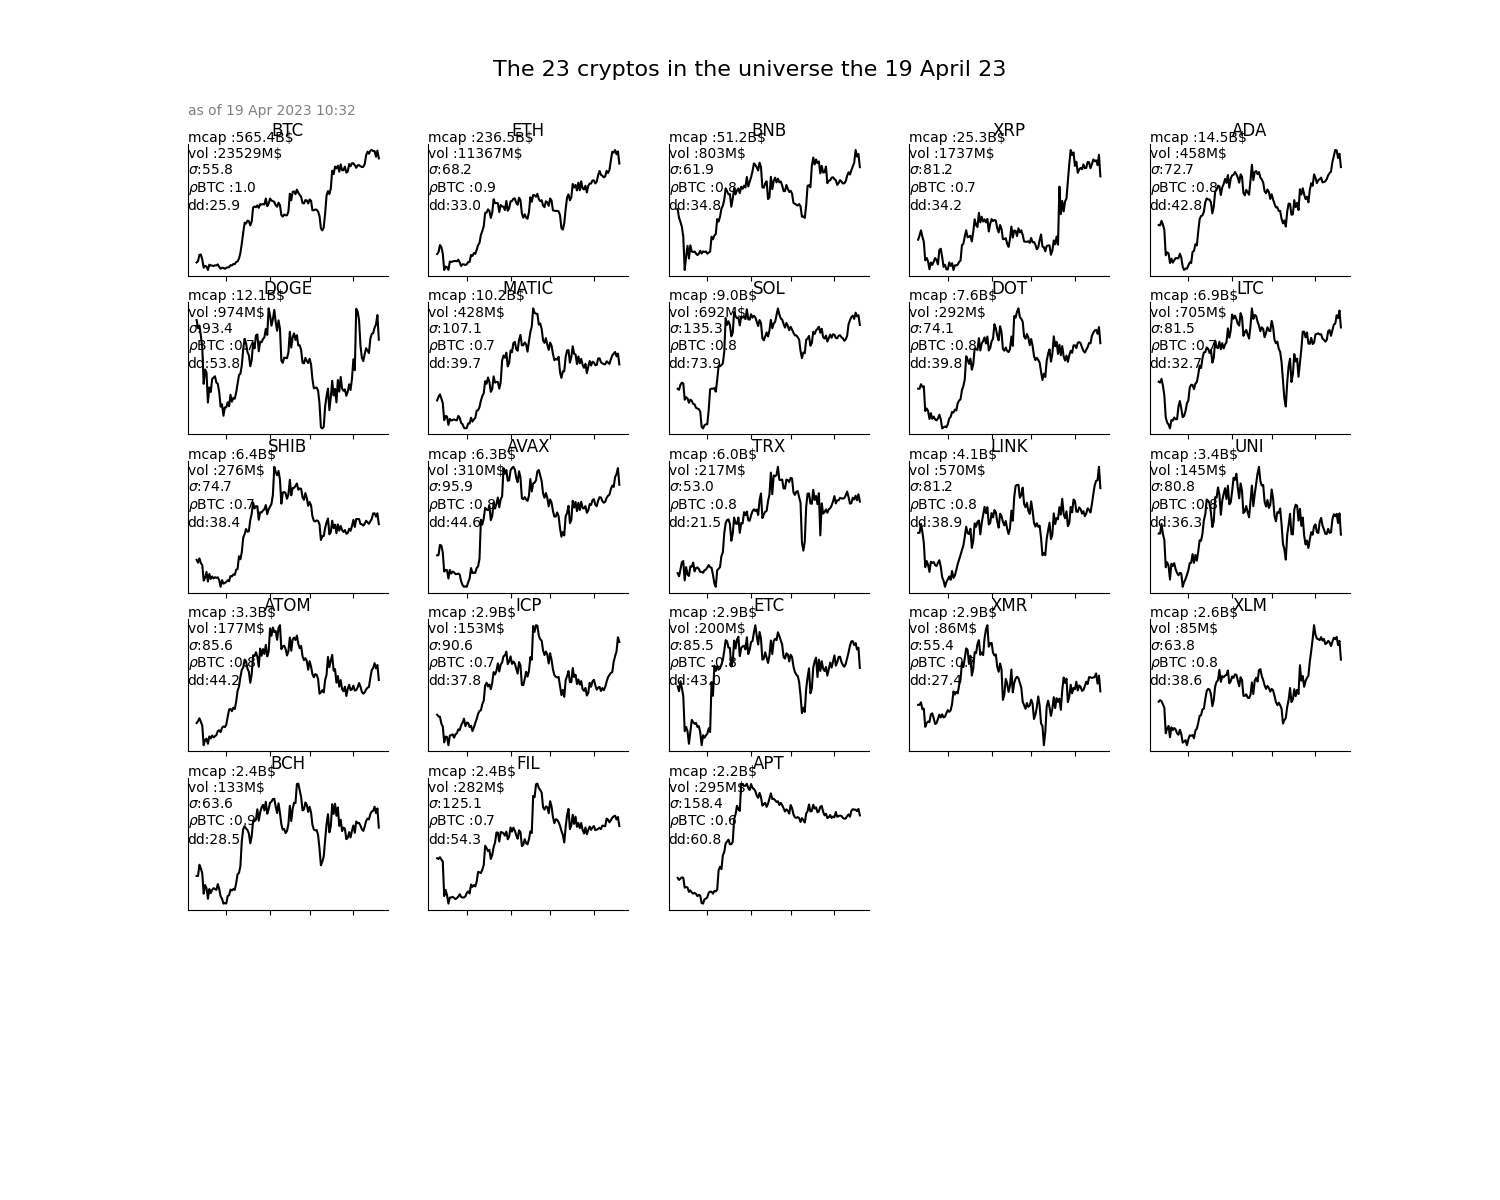 The 23 cryptos in the universe the 19 April 23
as of 19 Apr 2023 10:32
BTC
mcap :565.4B$
vol :23529M$
σ:55.8
ρBTC :1.0
dd:25.9
ETH
mcap :236.5B$
vol :11367M$
σ:68.2
ρBTC :0.9
dd:33.0
BNB
mcap :51.2B$
vol :803M$
σ:61.9
ρBTC :0.8
dd:34.8
XRP
mcap :25.3B$
vol :1737M$
σ:81.2
ρBTC :0.7
dd:34.2
ADA
mcap :14.5B$
vol :458M$
σ:72.7
ρBTC :0.8
dd:42.8
DOGE
mcap :12.1B$
vol :974M$
σ:93.4
ρBTC :0.7
dd:53.8
MATIC
mcap :10.2B$
vol :428M$
σ:107.1
ρBTC :0.7
dd:39.7
SOL
mcap :9.0B$
vol :692M$
σ:135.3
ρBTC :0.8
dd:73.9
DOT
mcap :7.6B$
vol :292M$
σ:74.1
ρBTC :0.8
dd:39.8
LTC
mcap :6.9B$
vol :705M$
σ:81.5
ρBTC :0.7
dd:32.7
SHIB
mcap :6.4B$
vol :276M$
σ:74.7
ρBTC :0.7
dd:38.4
AVAX
mcap :6.3B$
vol :310M$
σ:95.9
ρBTC :0.8
dd:44.6
TRX
mcap :6.0B$
vol :217M$
σ:53.0
ρBTC :0.8
dd:21.5
LINK
mcap :4.1B$
vol :570M$
σ:81.2
ρBTC :0.8
dd:38.9
UNI
mcap :3.4B$
vol :145M$
σ:80.8
ρBTC :0.8
dd:36.3
ATOM
mcap :3.3B$
vol :177M$
σ:85.6
ρBTC :0.8
dd:44.2
ICP
mcap :2.9B$
vol :153M$
σ:90.6
ρBTC :0.7
dd:37.8
ETC
mcap :2.9B$
vol :200M$
σ:85.5
ρBTC :0.8
dd:43.0
XMR
mcap :2.9B$
vol :86M$
σ:55.4
ρBTC
dd:27.4
XLM
mcap :2.6B$
vol :85M$
σ:63.8
ρBTC :0.8
dd:38.6
BCH
mcap :2.4B$
vol :133M$
σ:63.6
ρBTC :0.9
dd:28.5
FIL
mcap :2.4B$
vol :282M$
σ:125.1
ρBTC :0.7
dd:54.3
APT
mcap :2.2B$
vol :295M$
σ:158.4
ρBTC :0.6
dd:60.8